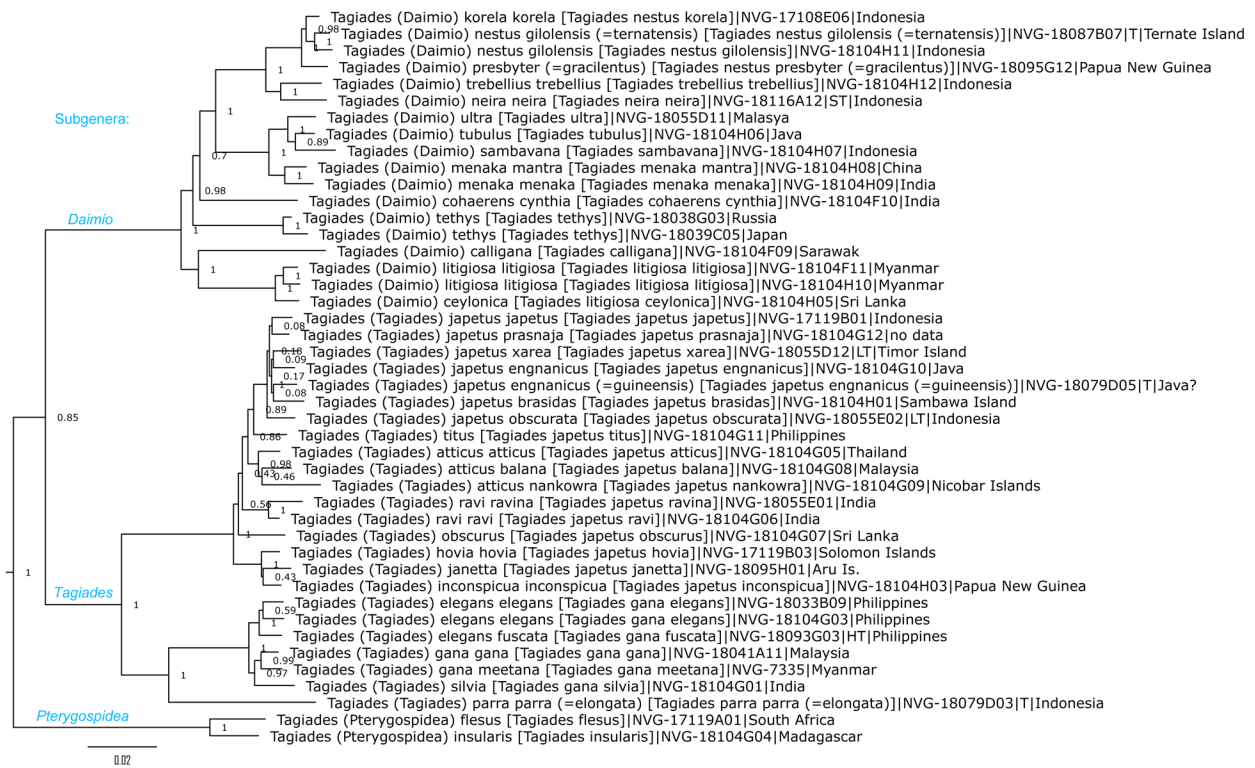 Tagiades (Daimio) korela korela [Tagiades nestus korela]|NVG-17108E06|Indonesia
0.98
Tagiades (Daimio) nestus gilolensis (=ternatensis) [Tagiades nestus gilolensis (=ternatensis)]|NVG-18087B07|T|Ternate Island
1
1
Tagiades (Daimio) nestus gilolensis [Tagiades nestus gilolensis]|NVG-18104H11|Indonesia
Tagiades (Daimio) presbyter (=gracilentus) [Tagiades nestus presbyter (=gracilentus)]|NVG-18095G12|Papua New Guinea
1
Tagiades (Daimio) trebellius trebellius [Tagiades trebellius trebellius]|NVG-18104H12|Indonesia
1
Tagiades (Daimio) neira neira [Tagiades neira neira]|NVG-18116A12|ST|Indonesia
1
Subgenera:
Tagiades (Daimio) ultra [Tagiades ultra]|NVG-18055D11|Malasya
1
Tagiades (Daimio) tubulus [Tagiades tubulus]|NVG-18104H06|Java
0.89
Tagiades (Daimio) sambavana [Tagiades sambavana]|NVG-18104H07|Indonesia
1
0.7
Tagiades (Daimio) menaka mantra [Tagiades menaka mantra]|NVG-18104H08|China
1
Tagiades (Daimio) menaka menaka [Tagiades menaka menaka]|NVG-18104H09|India
0.98
Tagiades (Daimio) cohaerens cynthia [Tagiades cohaerens cynthia]|NVG-18104F10|India
Daimio
Tagiades (Daimio) tethys [Tagiades tethys]|NVG-18038G03|Russia
1
1
Tagiades (Daimio) tethys [Tagiades tethys]|NVG-18039C05|Japan
Tagiades (Daimio) calligana [Tagiades calligana]|NVG-18104F09|Sarawak
1
Tagiades (Daimio) litigiosa litigiosa [Tagiades litigiosa litigiosa]|NVG-18104F11|Myanmar
1
Tagiades (Daimio) litigiosa litigiosa [Tagiades litigiosa litigiosa]|NVG-18104H10|Myanmar
1
Tagiades (Daimio) ceylonica [Tagiades litigiosa ceylonica]|NVG-18104H05|Sri Lanka
Tagiades (Tagiades) japetus japetus [Tagiades japetus japetus]|NVG-17119B01|Indonesia
0.08
Tagiades (Tagiades) japetus prasnaja [Tagiades japetus prasnaja]|NVG-18104G12|no data
0.18
Tagiades (Tagiades) japetus xarea [Tagiades japetus xarea]|NVG-18055D12|LT|Timor Island
0.09
Tagiades (Tagiades) japetus engnanicus [Tagiades japetus engnanicus]|NVG-18104G10|Java
0.17
1
Tagiades (Tagiades) japetus engnanicus (=guineensis) [Tagiades japetus engnanicus (=guineensis)]|NVG-18079D05|T|Java?
0.08
Tagiades (Tagiades) japetus brasidas [Tagiades japetus brasidas]|NVG-18104H01|Sambawa Island
0.89
0.85
Tagiades (Tagiades) japetus obscurata [Tagiades japetus obscurata]|NVG-18055E02|LT|Indonesia
0.86
Tagiades (Tagiades) titus [Tagiades japetus titus]|NVG-18104G11|Philippines
Tagiades (Tagiades) atticus atticus [Tagiades japetus atticus]|NVG-18104G05|Thailand
0.98
Tagiades (Tagiades) atticus balana [Tagiades japetus balana]|NVG-18104G08|Malaysia
0.43
0.46
Tagiades (Tagiades) atticus nankowra [Tagiades japetus nankowra]|NVG-18104G09|Nicobar Islands
Tagiades (Tagiades) ravi ravina [Tagiades japetus ravina]|NVG-18055E01|India
0.56
1
Tagiades (Tagiades) ravi ravi [Tagiades japetus ravi]|NVG-18104G06|India
1
Tagiades (Tagiades) obscurus [Tagiades japetus obscurus]|NVG-18104G07|Sri Lanka
Tagiades (Tagiades) hovia hovia [Tagiades japetus hovia]|NVG-17119B03|Solomon Islands
1
Tagiades (Tagiades) janetta [Tagiades japetus janetta]|NVG-18095H01|Aru Is.
1
0.43
Tagiades (Tagiades) inconspicua inconspicua [Tagiades japetus inconspicua]|NVG-18104H03|Papua New Guinea
Tagiades
1
Tagiades (Tagiades) elegans elegans [Tagiades gana elegans]|NVG-18033B09|Philippines
0.59
Tagiades (Tagiades) elegans elegans [Tagiades gana elegans]|NVG-18104G03|Philippines
1
Tagiades (Tagiades) elegans fuscata [Tagiades gana fuscata]|NVG-18093G03|HT|Philippines
1
Tagiades (Tagiades) gana gana [Tagiades gana gana]|NVG-18041A11|Malaysia
0.99
Tagiades (Tagiades) gana meetana [Tagiades gana meetana]|NVG-7335|Myanmar
0.97
1
Tagiades (Tagiades) silvia [Tagiades gana silvia]|NVG-18104G01|India
Tagiades (Tagiades) parra parra (=elongata) [Tagiades parra parra (=elongata)]|NVG-18079D03|T|Indonesia
Pterygospidea
Tagiades (Pterygospidea) flesus [Tagiades flesus]|NVG-17119A01|South Africa
1
Tagiades (Pterygospidea) insularis [Tagiades insularis]|NVG-18104G04|Madagascar
0.02